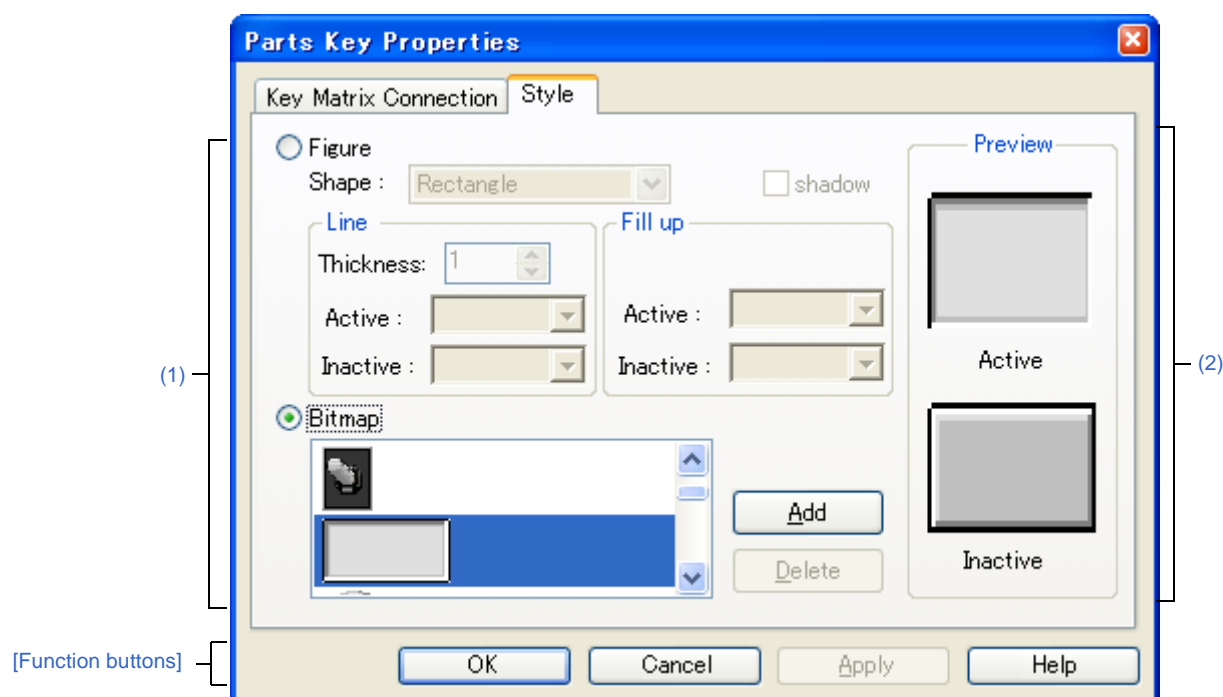 Parts Key Properties
Key Matrix Connection
Style
Figure
Shape :
Rectangle
shadow
Line
Thickness:
1
Active :
Inactive :
Fill up
Active :
Inactive :
Bitmap
Add
Delete
Preview
Active
Inactive
(1)
(2)
[Function buttons]
OK
Cancel
Apply
Help